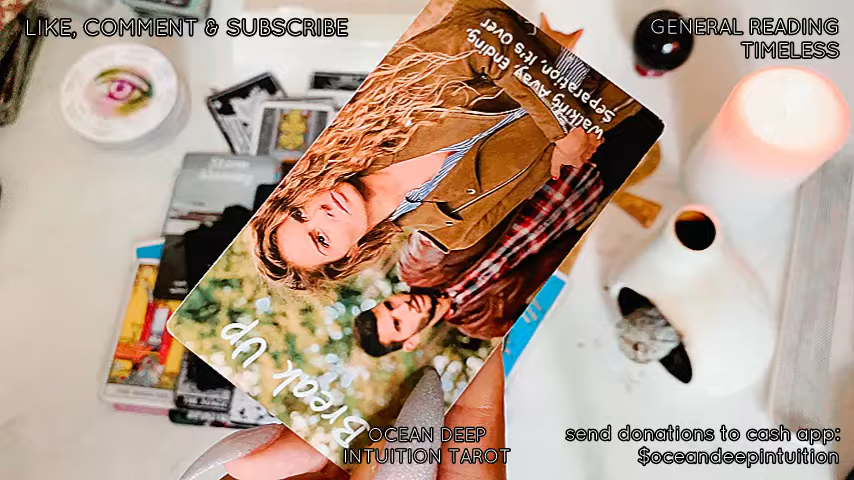 LIKE, COMMENT & SUBSCRIBE
GENERAL READING
TIMELESS
Walking Away, Ending,
Separation, It's Over
Break Up
OCEAN DEEP
INTUITION TAROT
send donations to cash app:
$oceandeepintuition